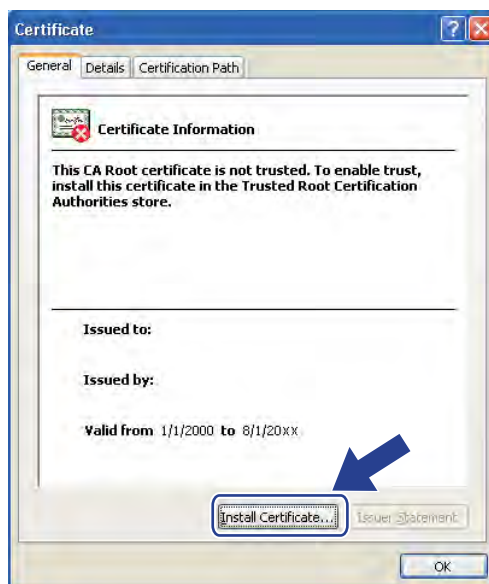 Certificate
General Details Certification Path
Certificate Information
This CA Root certificate is not trusted. To enable trust,
install this certificate in the Trusted Root Certification
Authorities store.
Issued to:
Issued by:
Valid from 1/1/2000 to 8/1/20xx
Install Certificate... Issuer Statement
OK